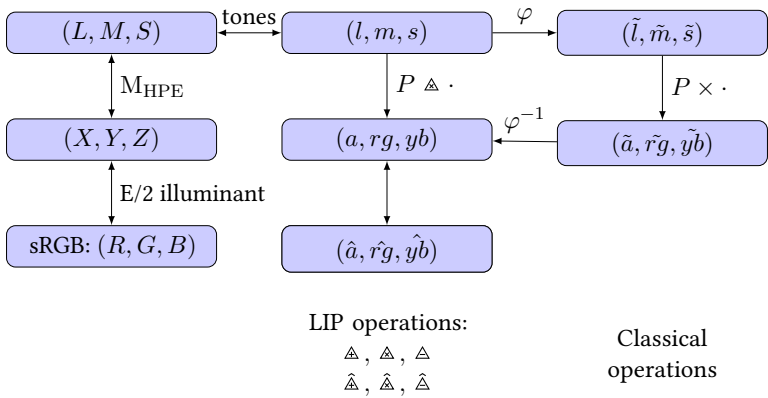 (L, M, S) tones (l, m, s) φ (l̃, m̃, s̃)
M_HPE P ⨹ · P × ·
(X, Y, Z) (a, rg, yb) φ⁻¹ (ã, r̃g, ỹb)
E/2 illuminant
sRGB: (R, G, B) (â, r̂g, ŷb)
LIP operations:
⨹, ⨻, ⨺
Classical
operations